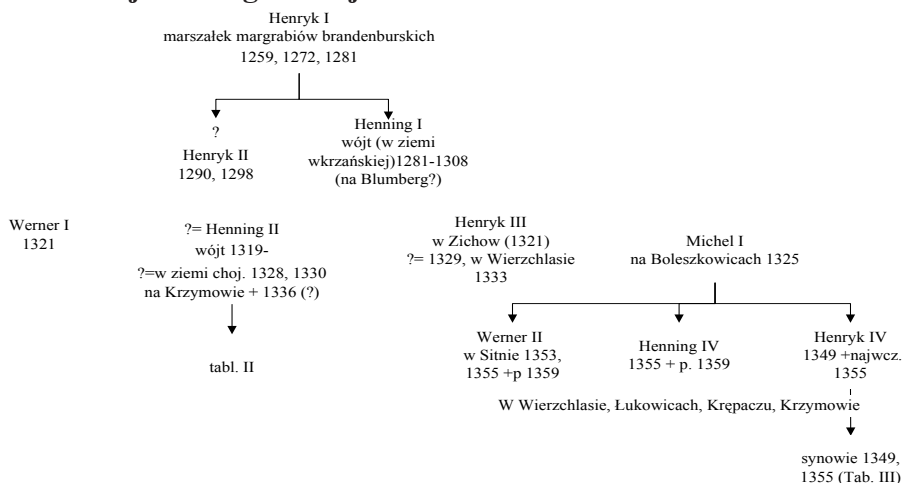 Henryk I
marszałek margrabiów brandenburskich
1259, 1272, 1281
?
Henryk II
1290, 1298
Henning I
wójt (w ziemi
wkrzańskiej)1281-1308
(na Blumberg?)
Werner I
1321
?= Henning II
wójt 1319-
?=w ziemi choj. 1328, 1330
na Krzymowie + 1336 (?)
tabl. II
Henryk III
w Zichow (1321)
?= 1329, w Wierzchlasie
1333
Michel I
na Boleszkowicach 1325
Werner II
w Sitnie 1353,
1355 +p 1359
Henning IV
1355 + p. 1359
Henryk IV
1349 +najwcz.
1355
W Wierzchlasie, Łukowicach, Krępaczu, Krzymowie
synowie 1349,
1355 (Tab. III)